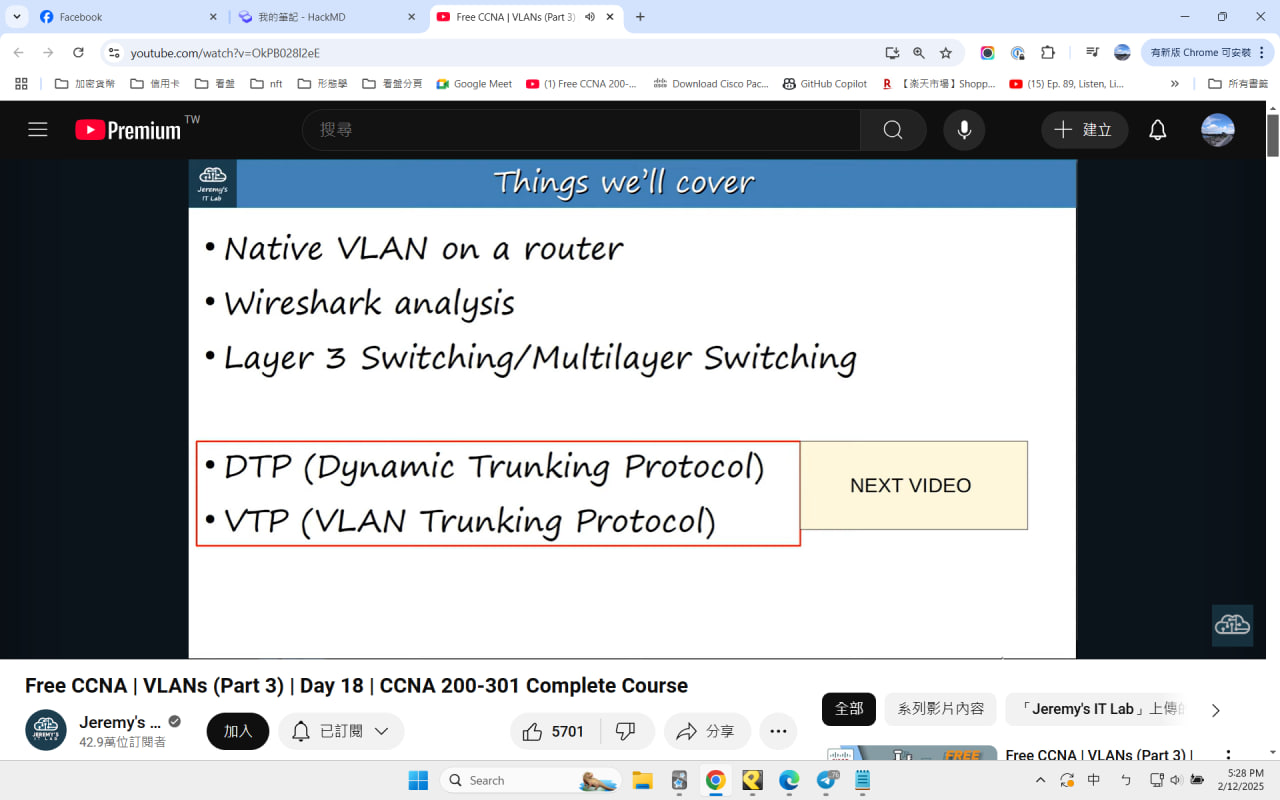 Facebook
我的筆記 - HackMD
Free CCNA | VLANs (Part 3)
youtube.com/watch?v=OkPB028l2eE
有新版 Chrome 可安裝
加密貨幣
信用卡
看盤
nft
形態學
看盤分頁
Google Meet
(1) Free CCNA 200-...
Download Cisco Pac...
GitHub Copilot
【楽天市場】Shopp...
(15) Ep. 89, Listen, Li...
所有書籤
Premium TW
搜尋
建立
Jeremy's
IT Lab
Things we'll cover
• Native VLAN on a router
• Wireshark analysis
• Layer 3 Switching/Multilayer Switching
• DTP (Dynamic Trunking Protocol)
NEXT VIDEO
• VTP (VLAN Trunking Protocol)
Free CCNA | VLANs (Part 3) | Day 18 | CCNA 200-301 Complete Course
JEREMY'S
IT LAB
Jeremy's ...
42.9萬位訂閱者
加入
已訂閱
5701
分享
全部
系列影片內容
「Jeremy's IT Lab」上傳的
FREE
Free CCNA | VLANs (Part 3) |
Search
76
中
5:28 PM
2/12/2025